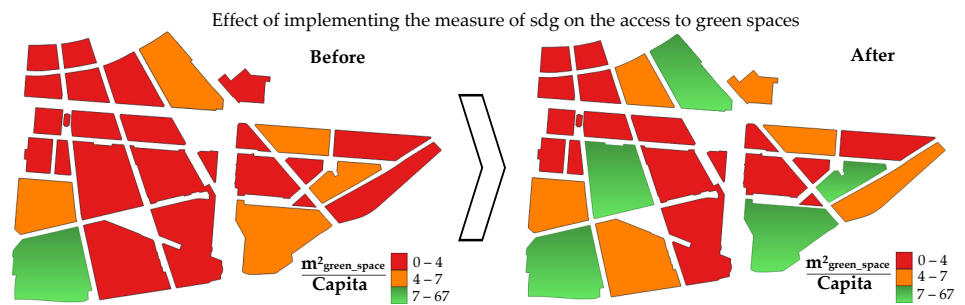 Effect of implementing the measure of sdg on the access to green spaces
Before
After
m²green_space
Capita
0 – 4
4 – 7
7 – 67
m²green_space
Capita
0 – 4
4 – 7
7 – 67